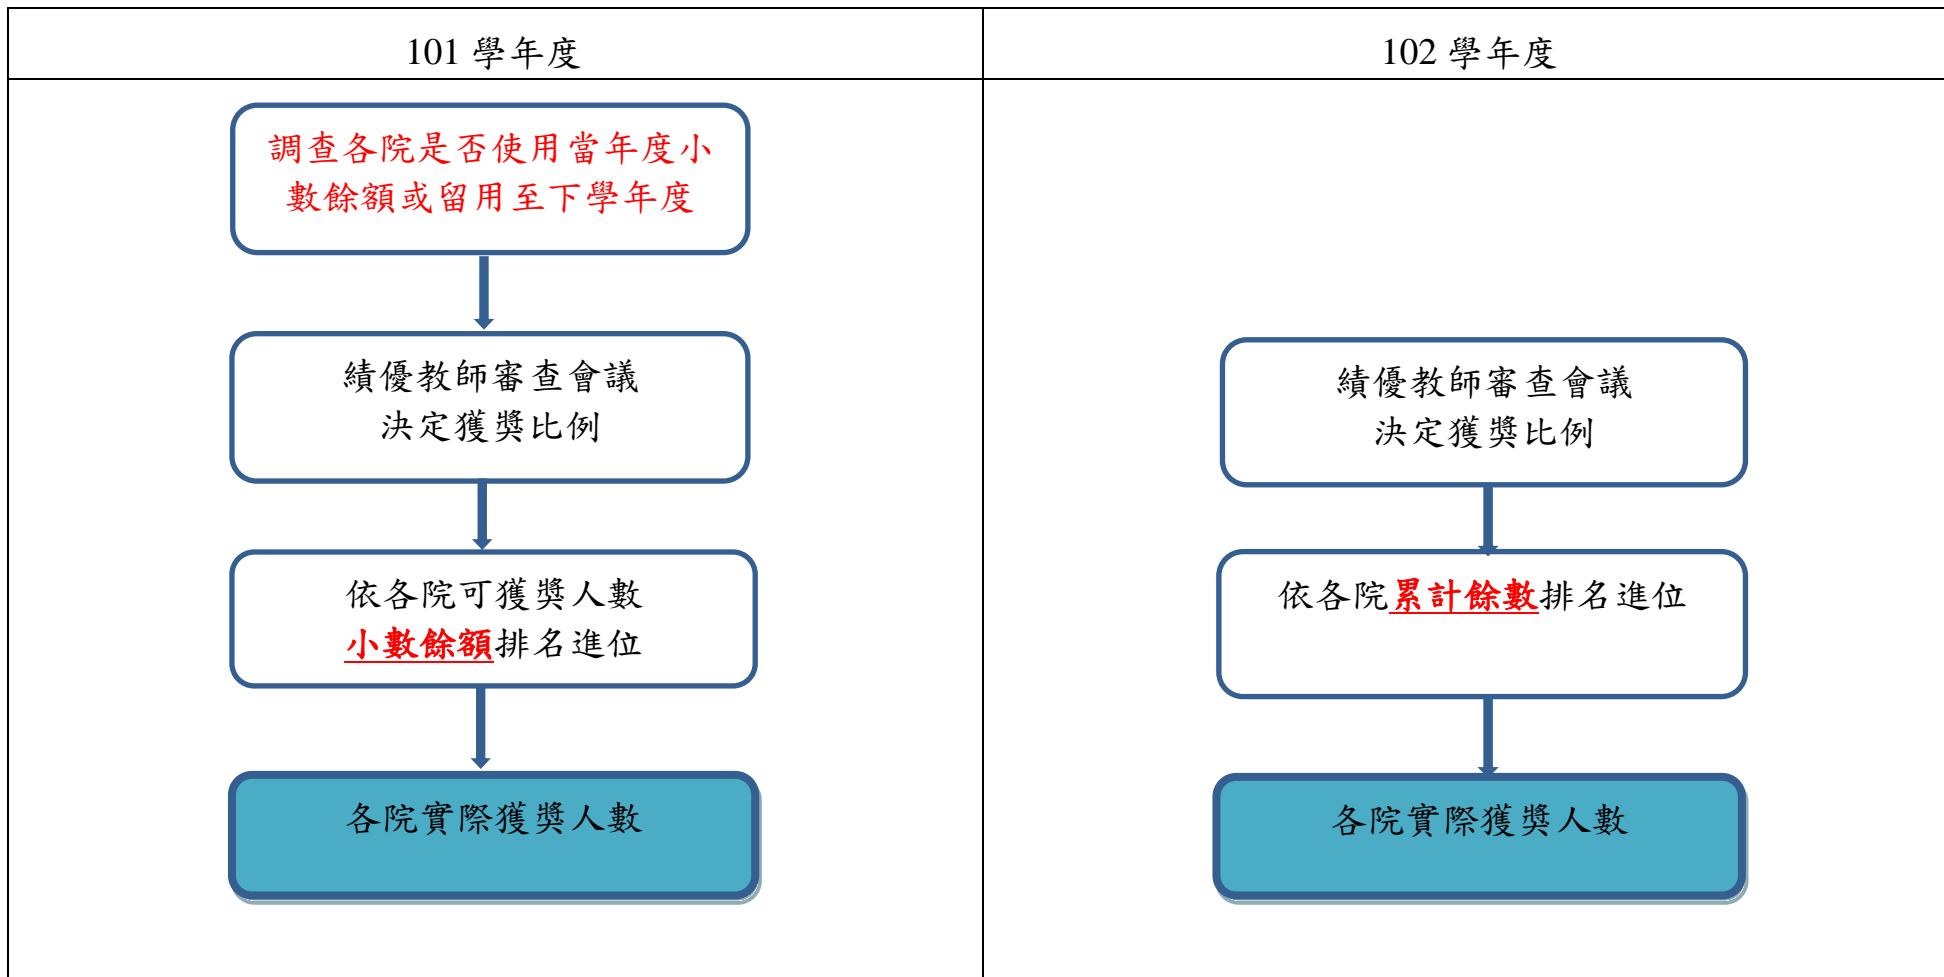 101 學年度
調查各院是否使用當年度小
數餘額或留用至下學年度
績優教師審查會議
決定獲獎比例
依各院可獲獎人數
小數餘額排名進位
各院實際獲獎人數
102 學年度
績優教師審查會議
決定獲獎比例
依各院累計餘數排名進位
各院實際獲獎人數